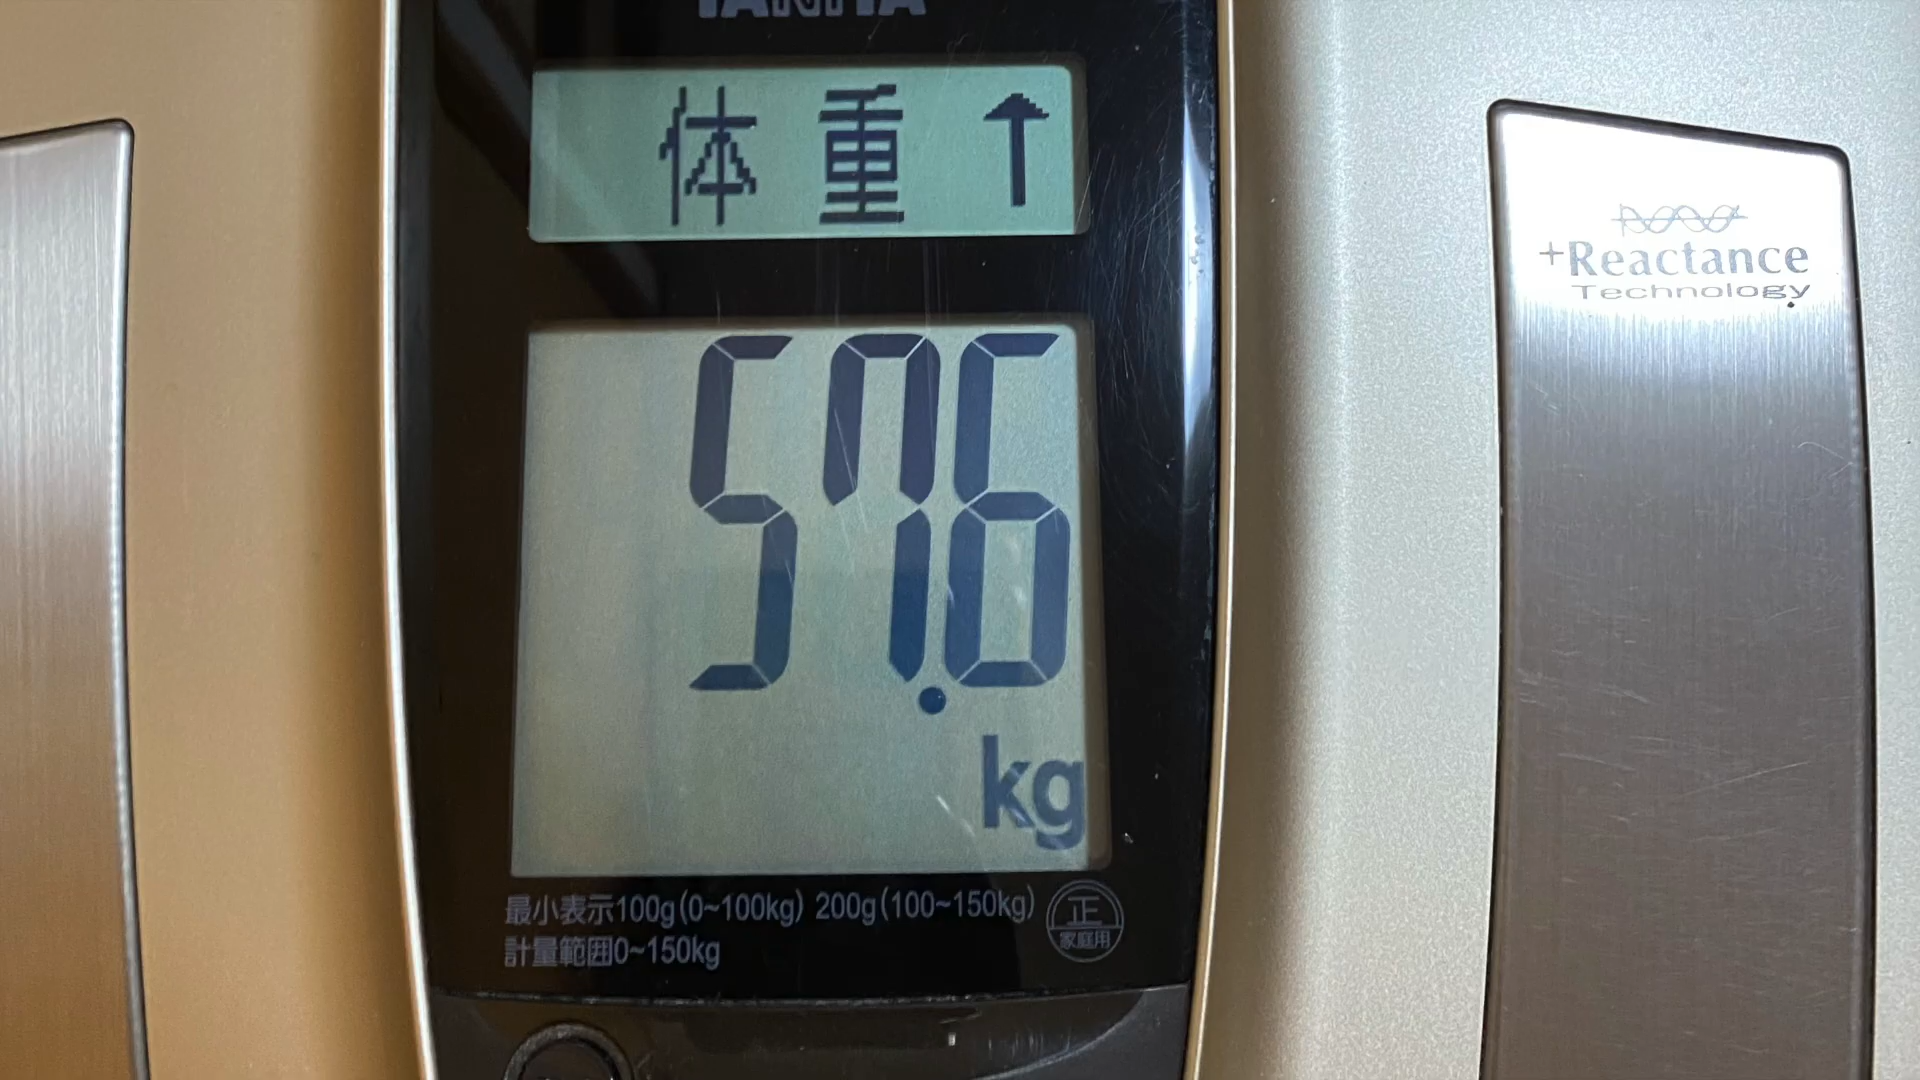 TANITA
体重↑
57.6
kg
最小表示100g(0~100kg) 200g(100~150kg)
計量範囲0~150kg
正
家庭用
+Reactance
Technology